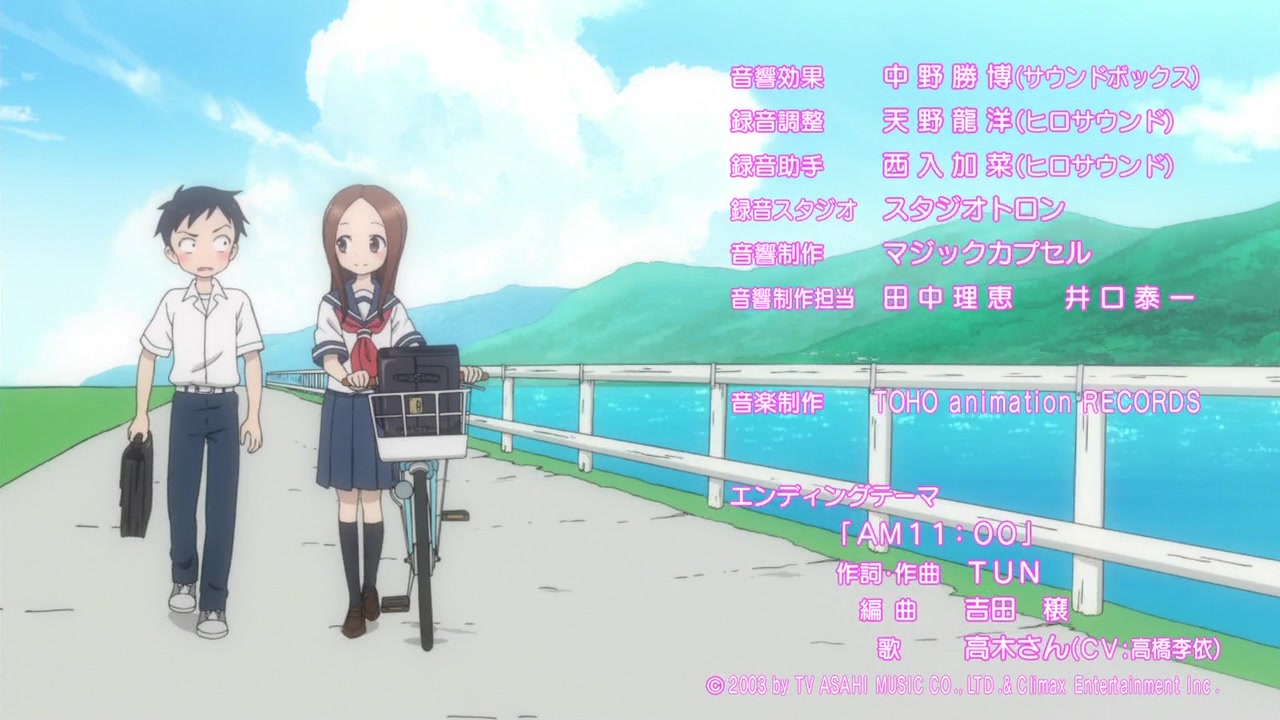 音響効果 中野勝博(サウンドボックス)
録音調整 天野龍洋(ヒロサウンド)
録音助手 西入加菜(ヒロサウンド)
録音スタジオ スタジオトロン
音響制作 マジックカプセル
音響制作担当 田中理恵 井口泰一
音楽制作 TOHO animation RECORDS
エンディングテーマ
「AM11:00」
作詞・作曲 TUN
編曲 吉田 穣
歌 高木さん(CV:高橋李依)
© 2003 by TV ASAHI MUSIC CO., LTD .& Climax Entertainment Inc .